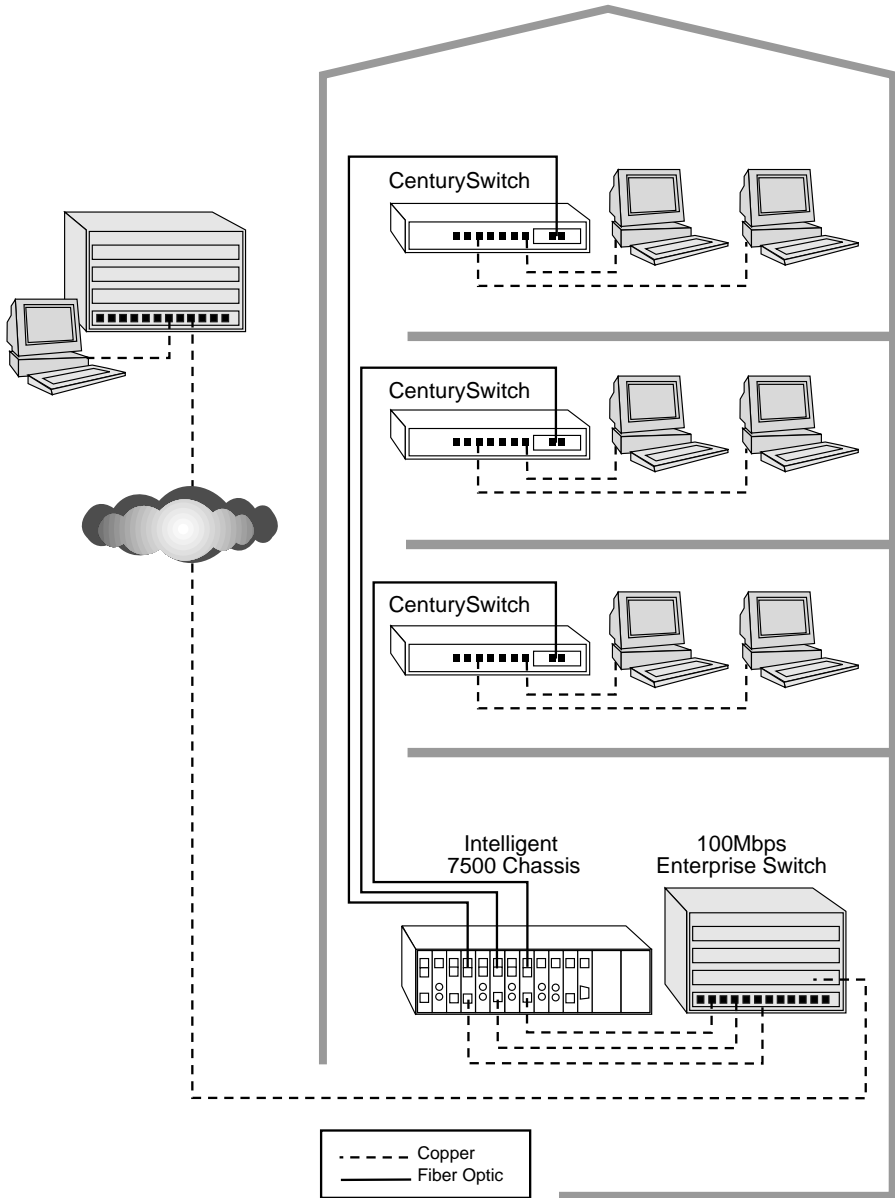 CenturySwitch
CenturySwitch
CenturySwitch
Intelligent
7500 Chassis
100Mbps
Enterprise Switch
Copper
Fiber Optic